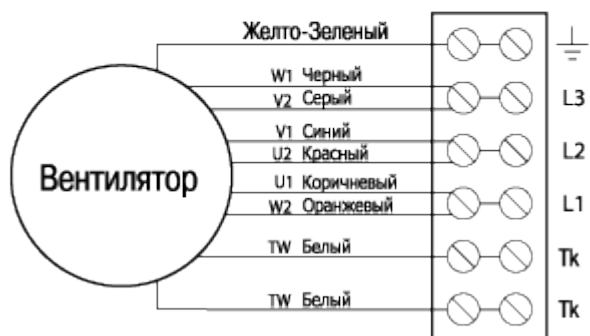 Желто-Зеленый
W1 Черный
V2 Серый
L3
V1 Синий
U2 Красный
L2
Вентилятор
U1 Коричневый
W2 Оранжевый
L1
TW Белый
Tk
TW Белый
Tk